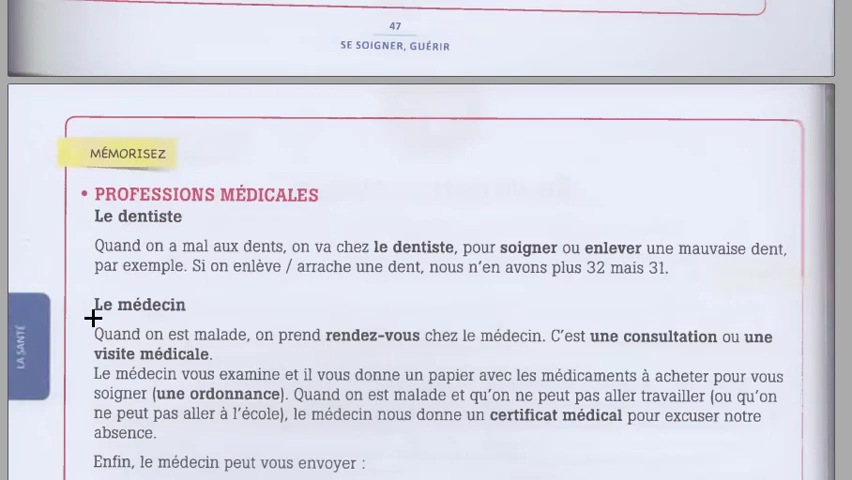 47
SE SOIGNER, GUÉRIR
MÉMORISEZ
• PROFESSIONS MÉDICALES
Le dentiste
Quand on a mal aux dents, on va chez le dentiste, pour soigner ou enlever une mauvaise dent,
par exemple. Si on enlève / arrache une dent, nous n'en avons plus 32 mais 31.
Le médecin
Quand on est malade, on prend rendez-vous chez le médecin. C'est une consultation ou une
visite médicale.
LA SANTÉ
Le médecin vous examine et il vous donne un papier avec les médicaments à acheter pour vous
soigner (une ordonnance). Quand on est malade et qu'on ne peut pas aller travailler (ou qu'on
ne peut pas aller à l'école), le médecin nous donne un certificat médical pour excuser notre
absence.
Enfin, le médecin peut vous envoyer :